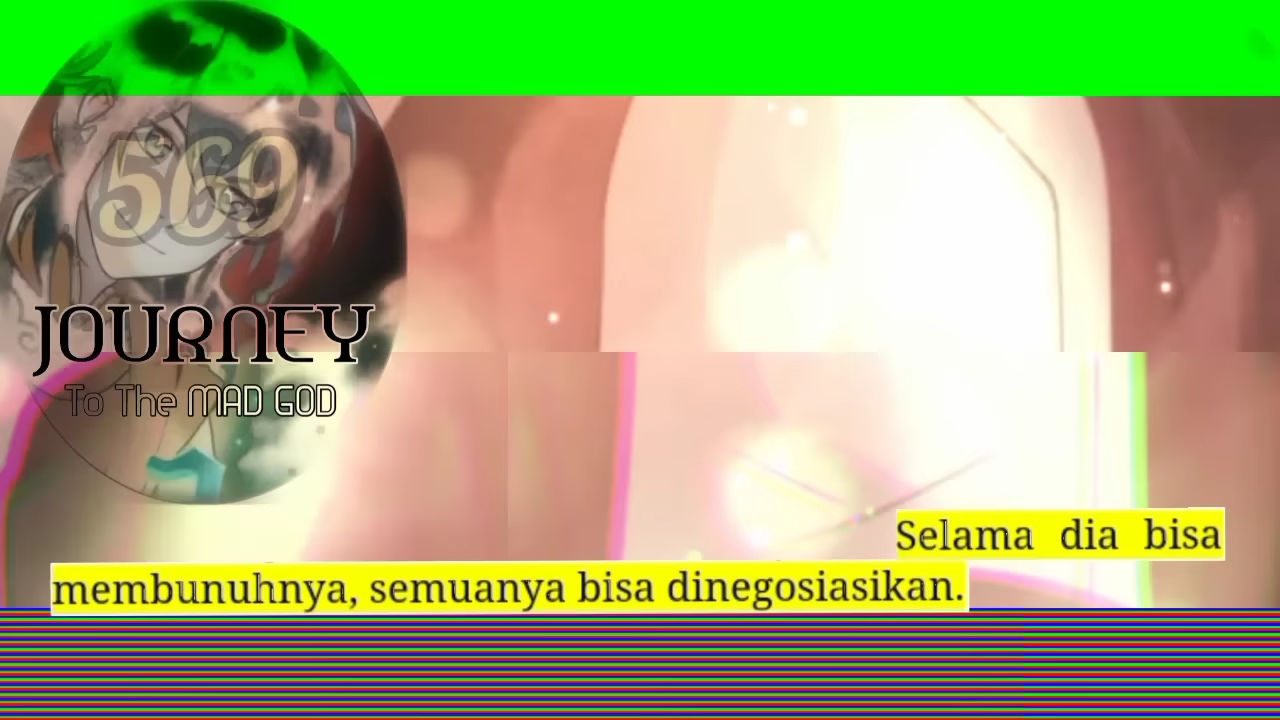 569
JOURNEY
To The MAD GOD
Selama dia bisa
membunuhnya, semuanya bisa dinegosiasikan.